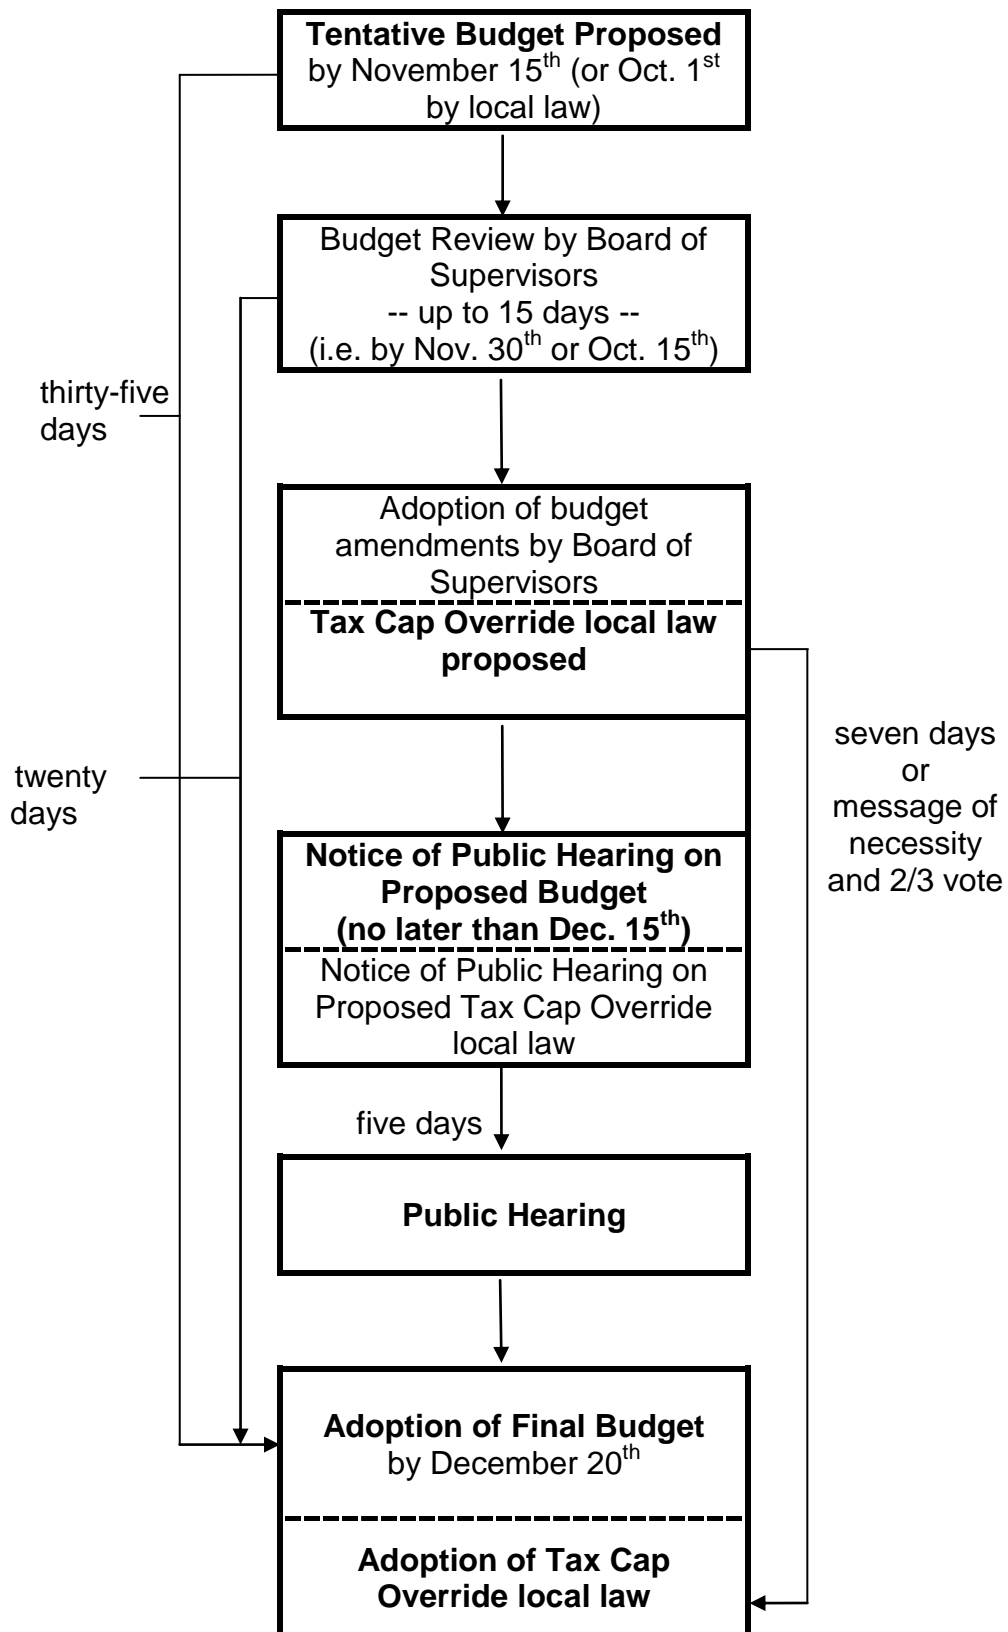 Tentative Budget Proposed
by November 15th (or Oct. 1st
by local law)
Budget Review by Board of
Supervisors
-- up to 15 days --
(i.e. by Nov. 30th or Oct. 15th)
thirty-five
days
Adoption of budget
amendments by Board of
Supervisors
Tax Cap Override local law
proposed
seven days
or
message of
necessity
and 2/3 vote
twenty
days
Notice of Public Hearing on
Proposed Budget
(no later than Dec. 15th)
Notice of Public Hearing on
Proposed Tax Cap Override
local law
five days
Public Hearing
Adoption of Final Budget
by December 20th
Adoption of Tax Cap
Override local law